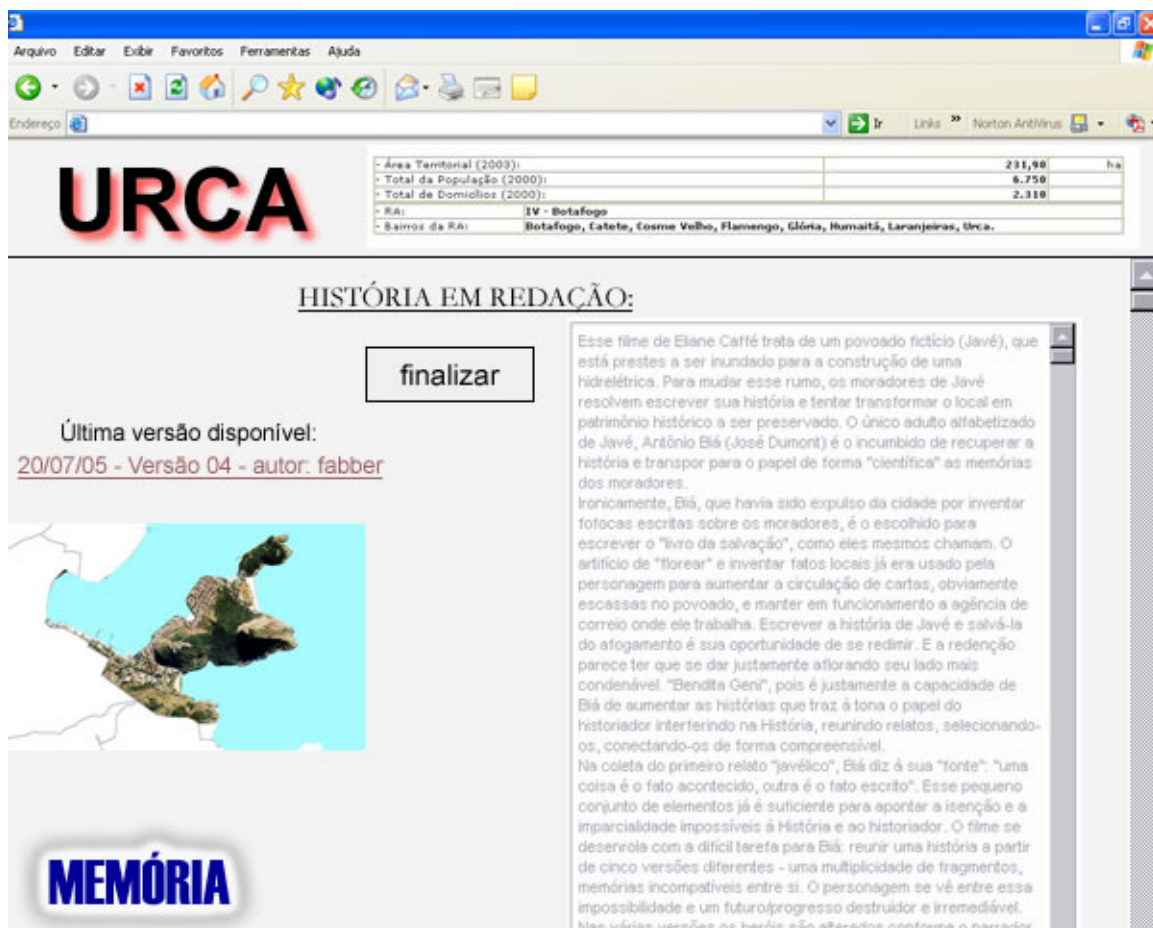 Arquivo Editar Exibir Favoritos Ferramentas Ajuda
Endereço Ir Links » Norton AntiVirus
URCA
- Área Territorial (2003): 231,90 ha
- Total da População (2000): 6.750
- Total de Domicílios (2000): 2.310
- RA: IV - Botafogo
- Bairros da RA: Botafogo, Catete, Cosme Velho, Flamengo, Glória, Humaitá, Laranjeiras, Urca.
HISTÓRIA EM REDAÇÃO:
finalizar
Última versão disponível:
20/07/05 - Versão 04 - autor: fabber
MEMÓRIA
Esse filme de Eliane Caffé trata de um povoado fictício (Javé), que
está prestes a ser inundado para a construção de uma
hidrelétrica. Para mudar esse rumo, os moradores de Javé
resolvem escrever sua história e tentar transformar o local em
patrimônio histórico a ser preservado. O único adulto alfabetizado
de Javé, Antônio Biá (José Dumont) é o incumbido de recuperar a
história e transpor para o papel de forma "científica" as memórias
dos moradores.
Ironicamente, Biá, que havia sido expulso da cidade por inventar
fofocas escritas sobre os moradores, é o escolhido para
escrever o "livro da salvação", como eles mesmos chamam. O
artifício de "florear" e inventar fatos locais já era usado pela
personagem para aumentar a circulação de cartas, obviamente
escassas no povoado, e manter em funcionamento a agência de
correio onde ele trabalha. Escrever a história de Javé e salvá-la
do afogamento é sua oportunidade de se redimir. E a redenção
parece ter que se dar justamente aflorando seu lado mais
condenável. "Bendita Geni", pois é justamente a capacidade de
Biá de aumentar as histórias que traz à tona o papel do
historiador interferindo na História, reunindo relatos, selecionando-
os, conectando-os de forma compreensível.
Na coleta do primeiro relato "javélico", Biá diz à sua "fonte": "uma
coisa é o fato acontecido, outra é o fato escrito". Esse pequeno
conjunto de elementos já é suficiente para apontar a isenção e a
imparcialidade impossíveis à História e ao historiador. O filme se
desenrola com a difícil tarefa para Biá: reunir uma história a partir
de cinco versões diferentes - uma multiplicidade de fragmentos,
memórias incompatíveis entre si. O personagem se vê entre essa
impossibilidade e um futuro/progresso destruidor e irremediável.
Nas várias versões os heróis são alterados conforme o narrador